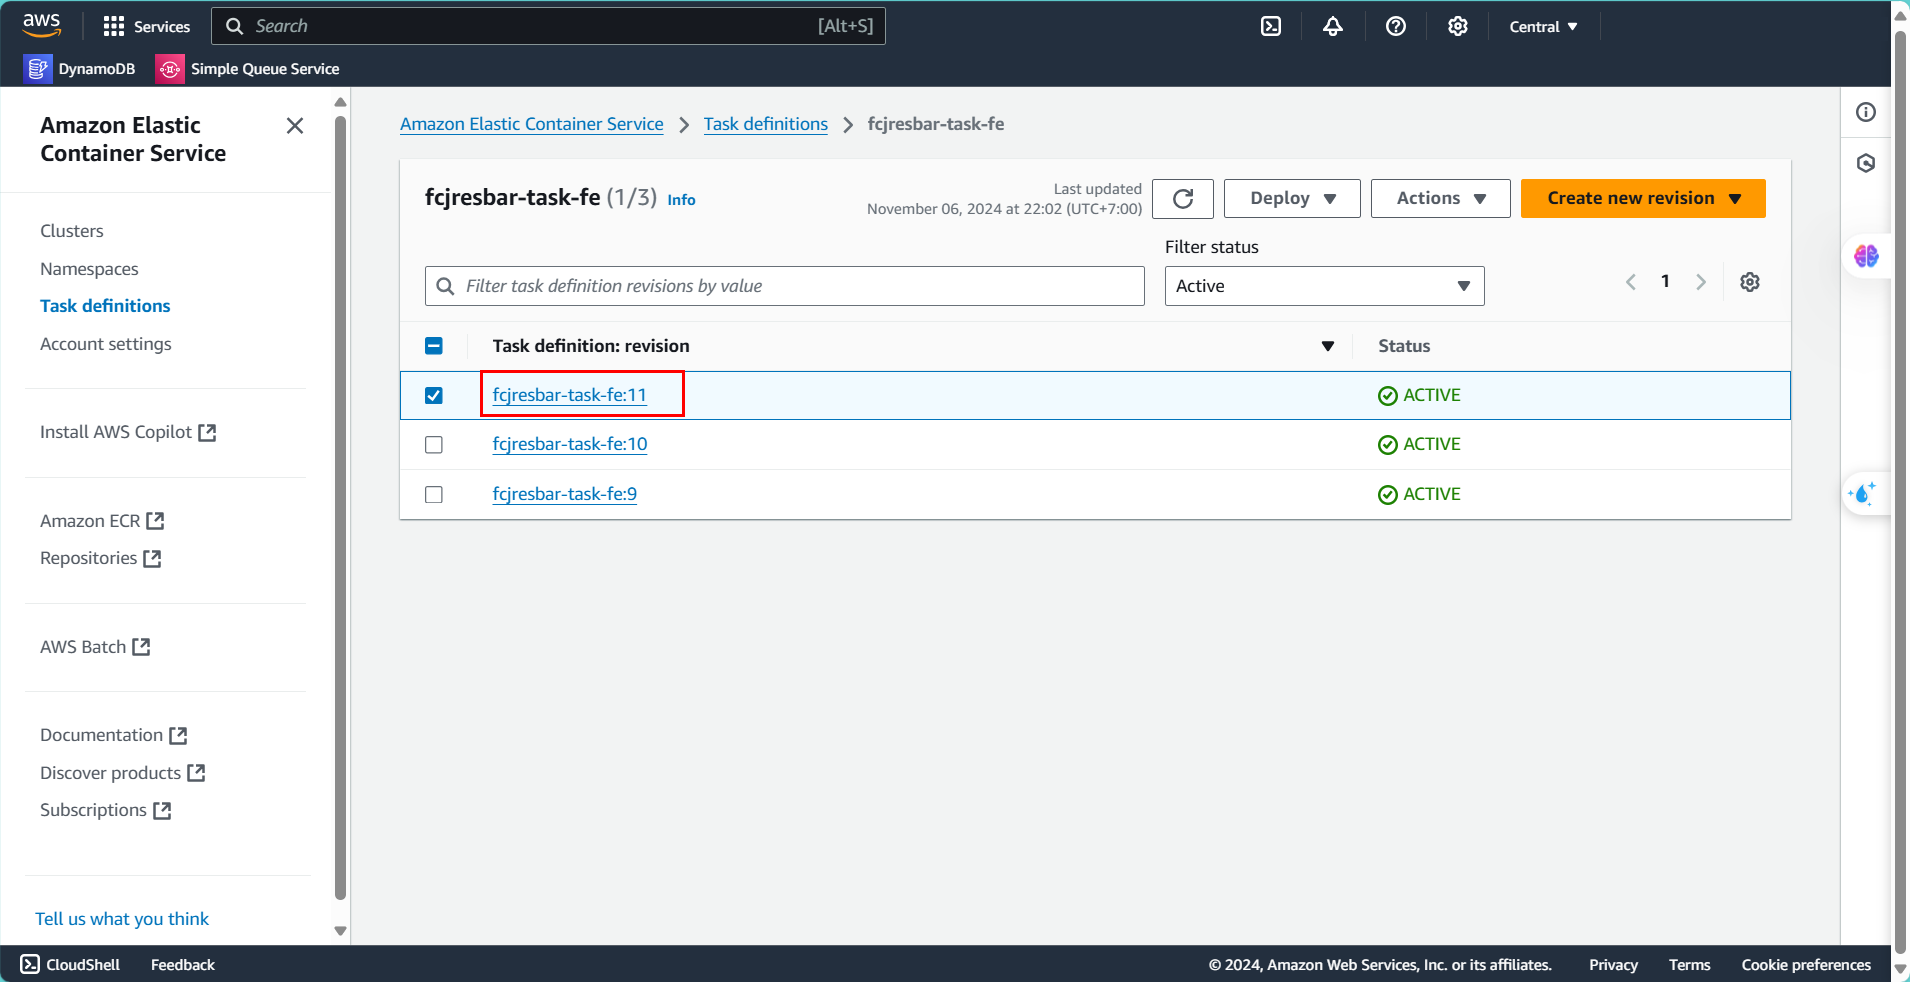 aws
Services
Search
[Alt+S]
Central
DynamoDB
Simple Queue Service
Amazon Elastic
Container Service
Clusters
Namespaces
Task definitions
Account settings
Install AWS Copilot
Amazon ECR
Repositories
AWS Batch
Documentation
Discover products
Subscriptions
Tell us what you think
Amazon Elastic Container Service
Task definitions
fcjresbar-task-fe
fcjresbar-task-fe (1/3) Info
Last updated
November 06, 2024 at 22:02 (UTC+7:00)
Deploy
Actions
Create new revision
Filter status
Filter task definition revisions by value
Active
1
Task definition: revision
Status
fcjresbar-task-fe:11
ACTIVE
fcjresbar-task-fe:10
ACTIVE
fcjresbar-task-fe:9
ACTIVE
CloudShell
Feedback
© 2024, Amazon Web Services, Inc. or its affiliates.
Privacy
Terms
Cookie preferences